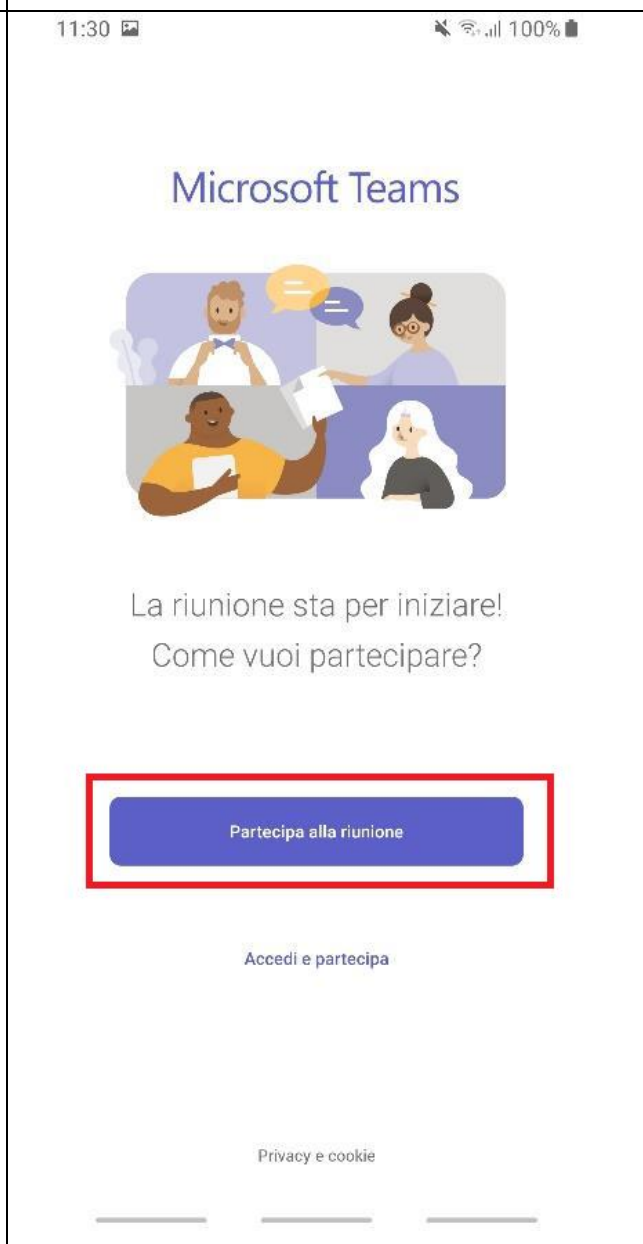 11:30 100%
Microsoft Teams
La riunione sta per iniziare!
Come vuoi partecipare?
Partecipa alla riunione
Accedi e partecipa
Privacy e cookie